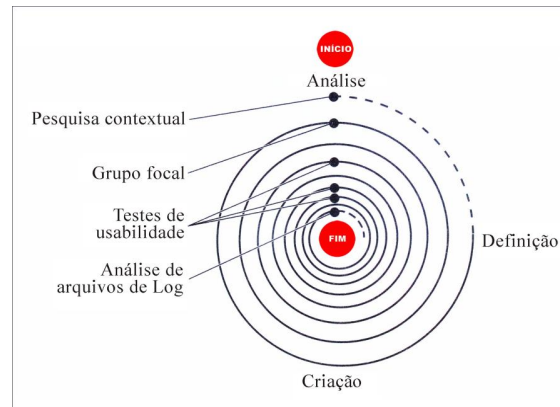 INÍCIO
Análise
Pesquisa contextual
Grupo focal
Testes de
usabilidade
FIM
Definição
Análise de
arquivos de Log
Criação